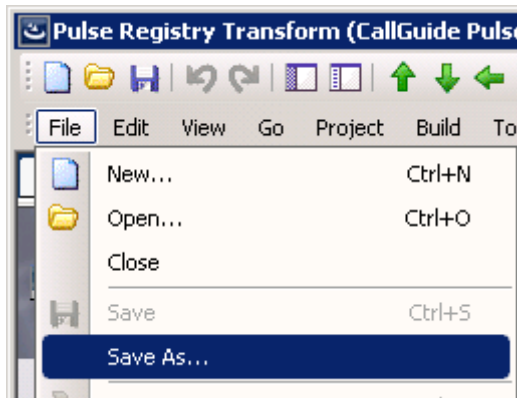 Pulse Registry Transform (CallGuide Pulse
File Edit View Go Project Build To
New... Ctrl+N
Open... Ctrl+O
Close
Save Ctrl+S
Save As...